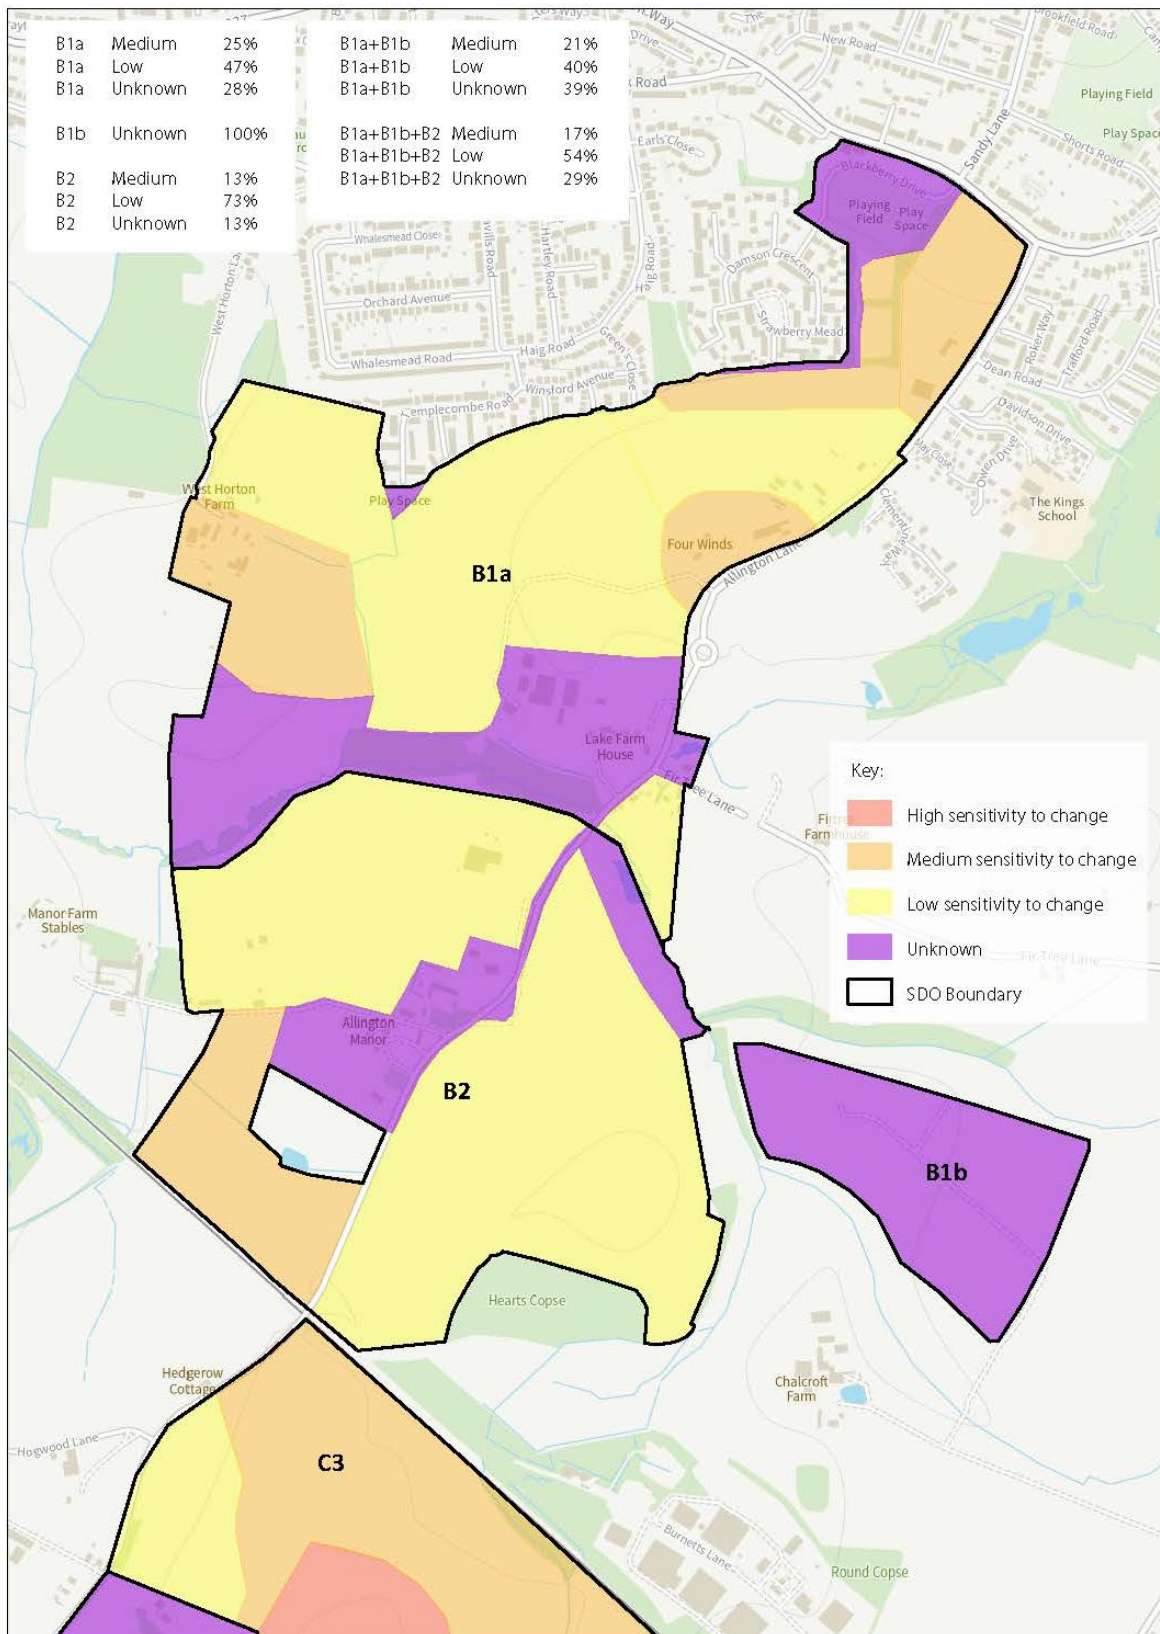 B1a Medium 25%
B1a Low 47%
B1a Unknown 28%
B1b Unknown 100%
B2 Medium 13%
B2 Low 73%
B2 Unknown 13%
B1a+B1b Medium 21%
B1a+B1b Low 40%
B1a+B1b Unknown 39%
B1a+B1b+B2 Medium 17%
B1a+B1b+B2 Low 54%
B1a+B1b+B2 Unknown 29%
New Road
Brookfield Road
Playing Field
Play Space
Sandy Lane
Shorts Road
Earls Close
Blackberry Drive
Playing
Field
Play
Space
Whalesmead Close
Hartley Road
Damson Crescent
Orchard Avenue
Strawberry Mead
Haig Road
Green's Close
Whalesmead Road
Winsford Avenue
Templecombe Road
Roker Way
Trafford Road
Dean Road
Davidson Drive
May Close
Owen Drive
West Horton
Farm
Play Space
The Kings
School
Clementine Way
Four Winds
Allington Lane
B1a
Lake Farm
House
Fir Tree Lane
Key:
High sensitivity to change
Medium sensitivity to change
Low sensitivity to change
Unknown
SDO Boundary
Manor Farm
Stables
Allington
Manor
B2
B1b
Hearts Copse
Hedgerow
Cottage
Chalcroft
Farm
Hogwood Lane
C3
Burnetts Lane
Round Copse